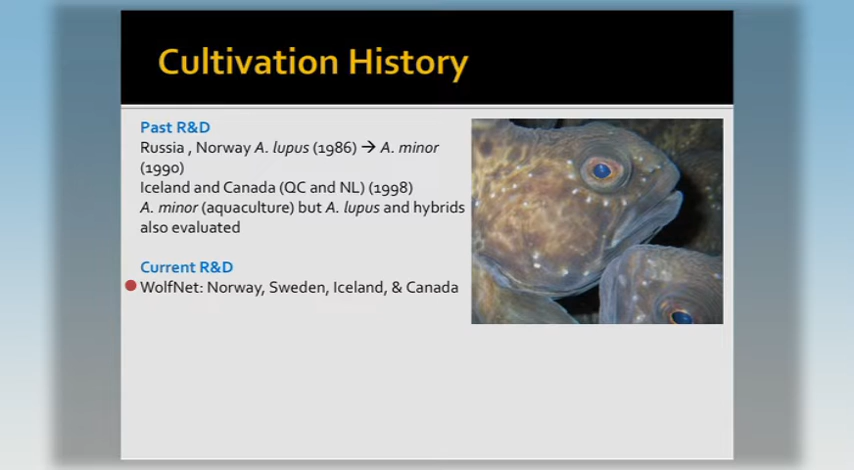 Cultivation History
Past R&D
Russia , Norway A. lupus (1986) → A. minor
(1990)
Iceland and Canada (QC and NL) (1998)
A. minor (aquaculture) but A. lupus and hybrids
also evaluated
Current R&D
WolfNet: Norway, Sweden, Iceland, & Canada